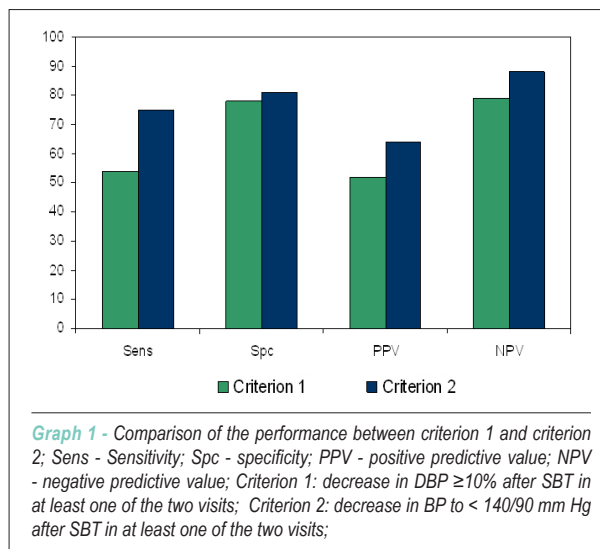 100
90
80
70
60
50
40
30
20
10
0
Sens Spc PPV NPV
Criterion 1 Criterion 2
Graph 1 - Comparison of the performance between criterion 1 and criterion
2; Sens - Sensitivity; Spc - specificity; PPV - positive predictive value; NPV
- negative predictive value; Criterion 1: decrease in DBP ≥10% after SBT in
at least one of the two visits; Criterion 2: decrease in BP to < 140/90 mm Hg
after SBT in at least one of the two visits;